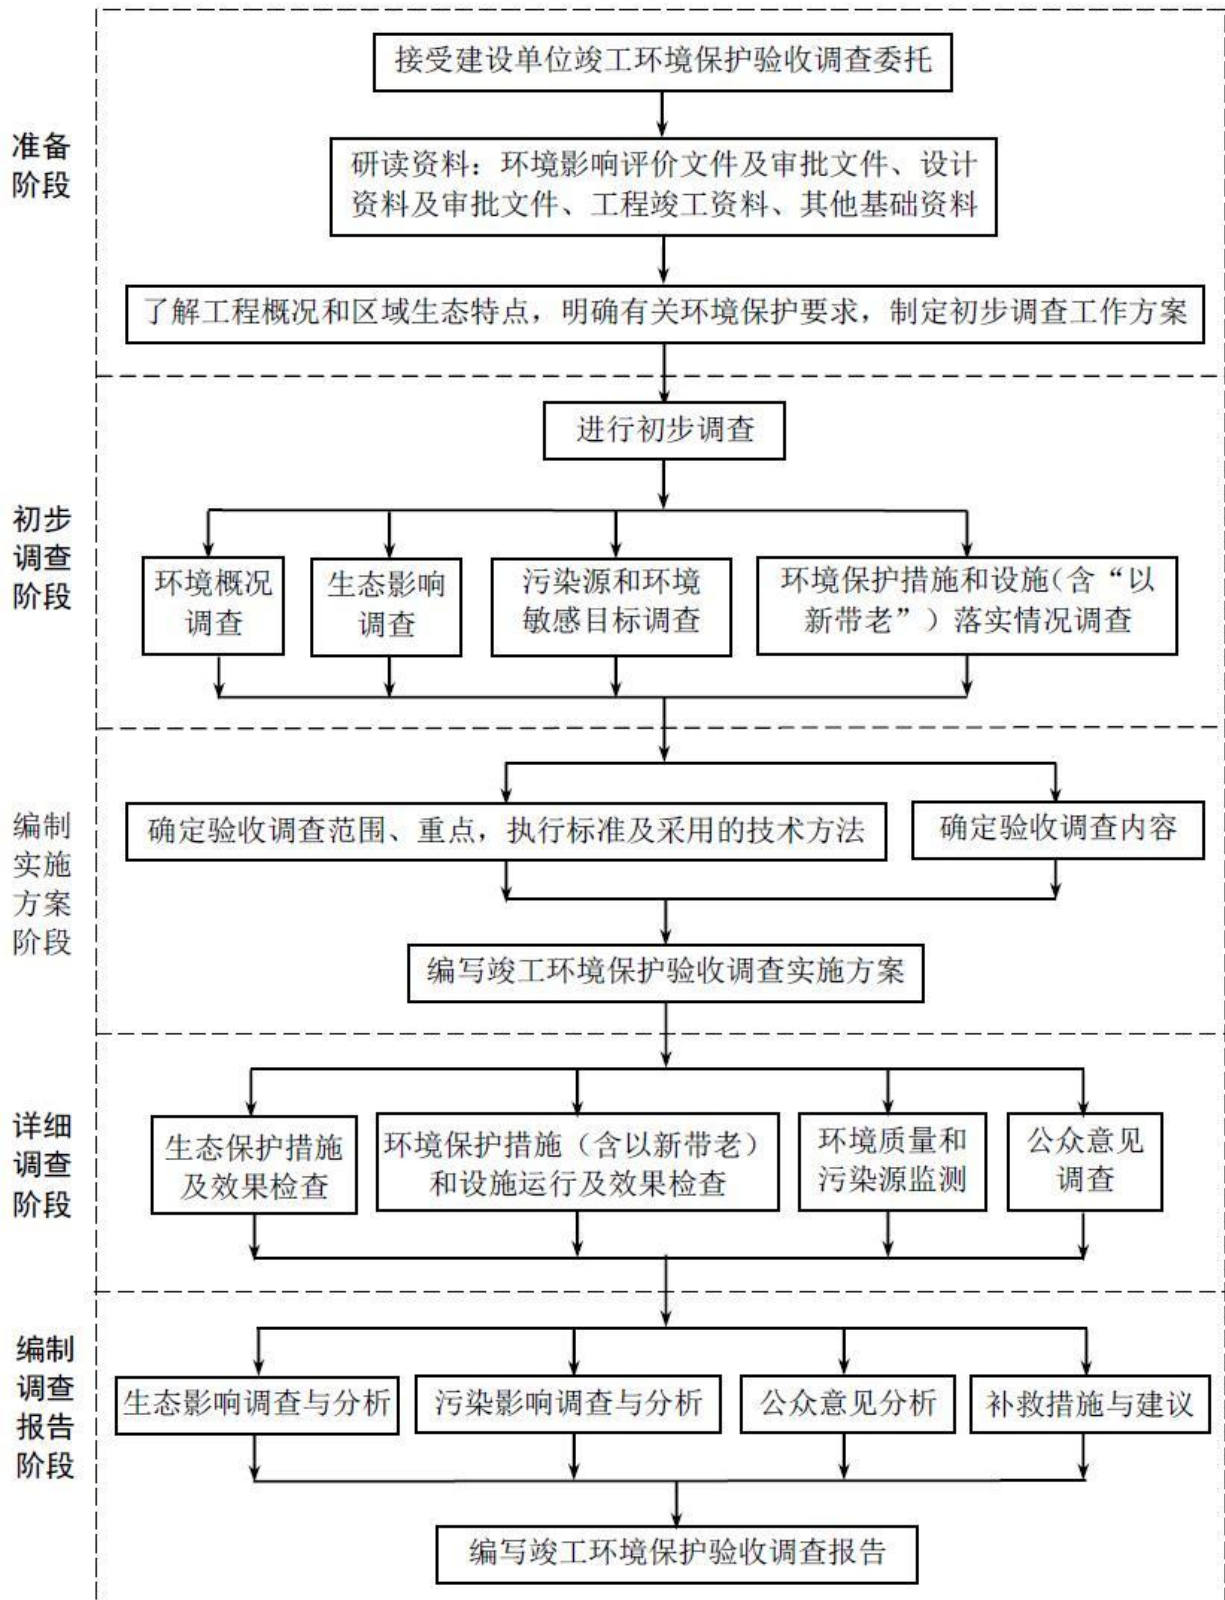 准备
阶段
接受建设单位竣工环境保护验收调查委托
研读资料：环境影响评价文件及审批文件、设计
资料及审批文件、工程竣工资料、其他基础资料
了解工程概况和区域生态特点，明确有关环境保护要求，制定初步调查工作方案
初步
调查
阶段
进行初步调查
环境概况
调查
生态影响
调查
污染源和环境
敏感目标调查
环境保护措施和设施（含“以
新带老”）落实情况调查
编制
实施
方案
阶段
确定验收调查范围、重点，执行标准及采用的技术方法
确定验收调查内容
编写竣工环境保护验收调查实施方案
详细
调查
阶段
生态保护措施
及效果检查
环境保护措施（含以新带老）
和设施运行及效果检查
环境质量和
污染源监测
公众意见
调查
编制
调查
报告
阶段
生态影响调查与分析
污染影响调查与分析
公众意见分析
补救措施与建议
编写竣工环境保护验收调查报告